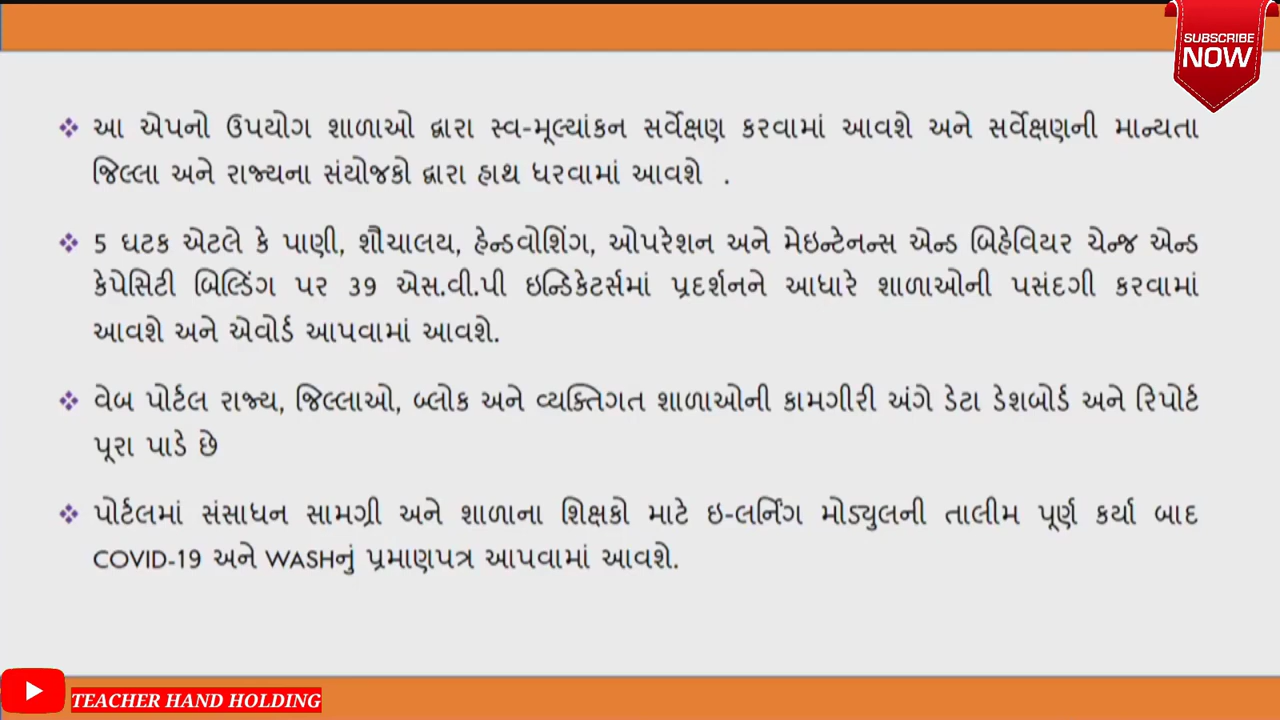 SUBSCRIBE
NOW
❖ આ એપનો ઉપયોગ શાળાઓ દ્વારા સ્વ-મૂલ્યાંકન સર્વેક્ષણ કરવામાં આવશે અને સર્વેક્ષણની માન્યતા
જિલ્લા અને રાજ્યના સંયોજકો દ્વારા હાથ ધરવામાં આવશે .
❖ 5 ઘટક એટલે કે પાણી, શૌચાલય, હેન્ડવોશિંગ, ઓપરેશન અને મેઇન્ટેનન્સ એન્ડ બિહેવિયર ચેન્જ એન્ડ
કેપેસિટી બિલ્ડિંગ પર 39 એસ.વી.પી ઇન્ડિકેટર્સમાં પ્રદર્શનને આધારે શાળાઓની પસંદગી કરવામાં
આવશે અને એવોર્ડ આપવામાં આવશે.
❖ વેબ પોર્ટલ રાજ્ય, જિલ્લાઓ, બ્લોક અને વ્યક્તિગત શાળાઓની કામગીરી અંગે ડેટા ડેશબોર્ડ અને રિપોર્ટ
પૂરા પાડે છે
❖ પોર્ટલમાં સંસાધન સામગ્રી અને શાળાના શિક્ષકો માટે ઇ-લર્નિંગ મોડ્યુલની તાલીમ પૂર્ણ કર્યા બાદ
COVID-19 અને WASHનું પ્રમાણપત્ર આપવામાં આવશે.
TEACHER HAND HOLDING